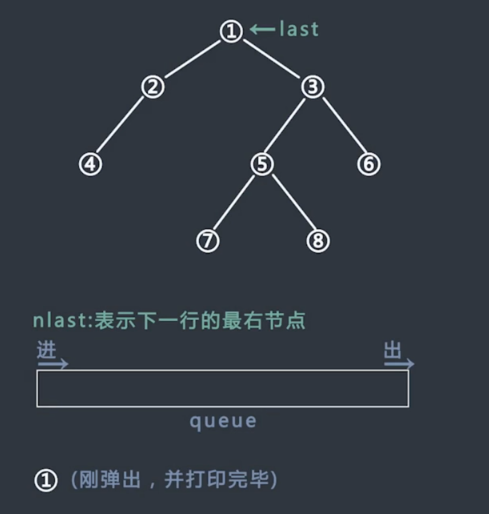 ① ←last
② ③
④ ⑤ ⑥
⑦ ⑧
nlast:表示下一行的最右节点
进 出
queue
① (刚弹出，并打印完毕)